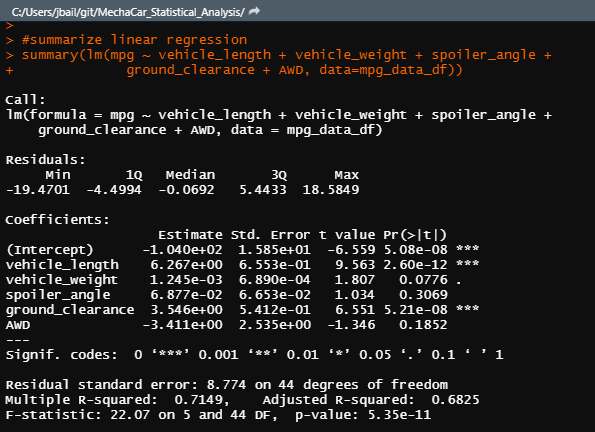 C:/Users/jbail/git/MechaCar_Statistical_Analysis/
>
> #summarize linear regression
> summary(lm(mpg ~ vehicle_length + vehicle_weight + spoiler_angle +
+               ground_clearance + AWD, data=mpg_data_df))

Call:
lm(formula = mpg ~ vehicle_length + vehicle_weight + spoiler_angle +
    ground_clearance + AWD, data = mpg_data_df)

Residuals:
     Min       1Q   Median       3Q      Max
-19.4701  -4.4994  -0.0692   5.4433  18.5849

Coefficients:
                   Estimate Std. Error t value Pr(>|t|)
(Intercept)      -1.040e+02  1.585e+01  -6.559 5.08e-08 ***
vehicle_length    6.267e+00  6.553e-01   9.563 2.60e-12 ***
vehicle_weight    1.245e-03  6.890e-04   1.807   0.0776 .
spoiler_angle     6.877e-02  6.653e-02   1.034   0.3069
ground_clearance  3.546e+00  5.412e-01   6.551 5.21e-08 ***
AWD              -3.411e+00  2.535e+00  -1.346   0.1852
---
Signif. codes:  0 ‘***’ 0.001 ‘**’ 0.01 ‘*’ 0.05 ‘.’ 0.1 ‘ ’ 1

Residual standard error: 8.774 on 44 degrees of freedom
Multiple R-squared:  0.7149,    Adjusted R-squared:  0.6825
F-statistic: 22.07 on 5 and 44 DF,  p-value: 5.35e-11